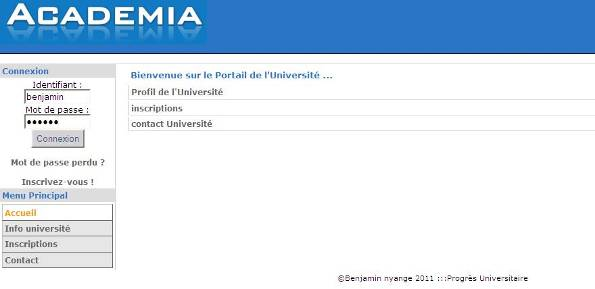 ACADEMIA
Connexion
Identifiant :
benjamin
Mot de passe :
••••••
Connexion
Mot de passe perdu ?
Inscrivez-vous !
Menu Principal
Accueil
Info université
Inscriptions
Contact
Bienvenue sur le Portail de l'Université ...
Profil de l'Université
inscriptions
contact Université
©Benjamin nyange 2011 :::Progrès Universitaire